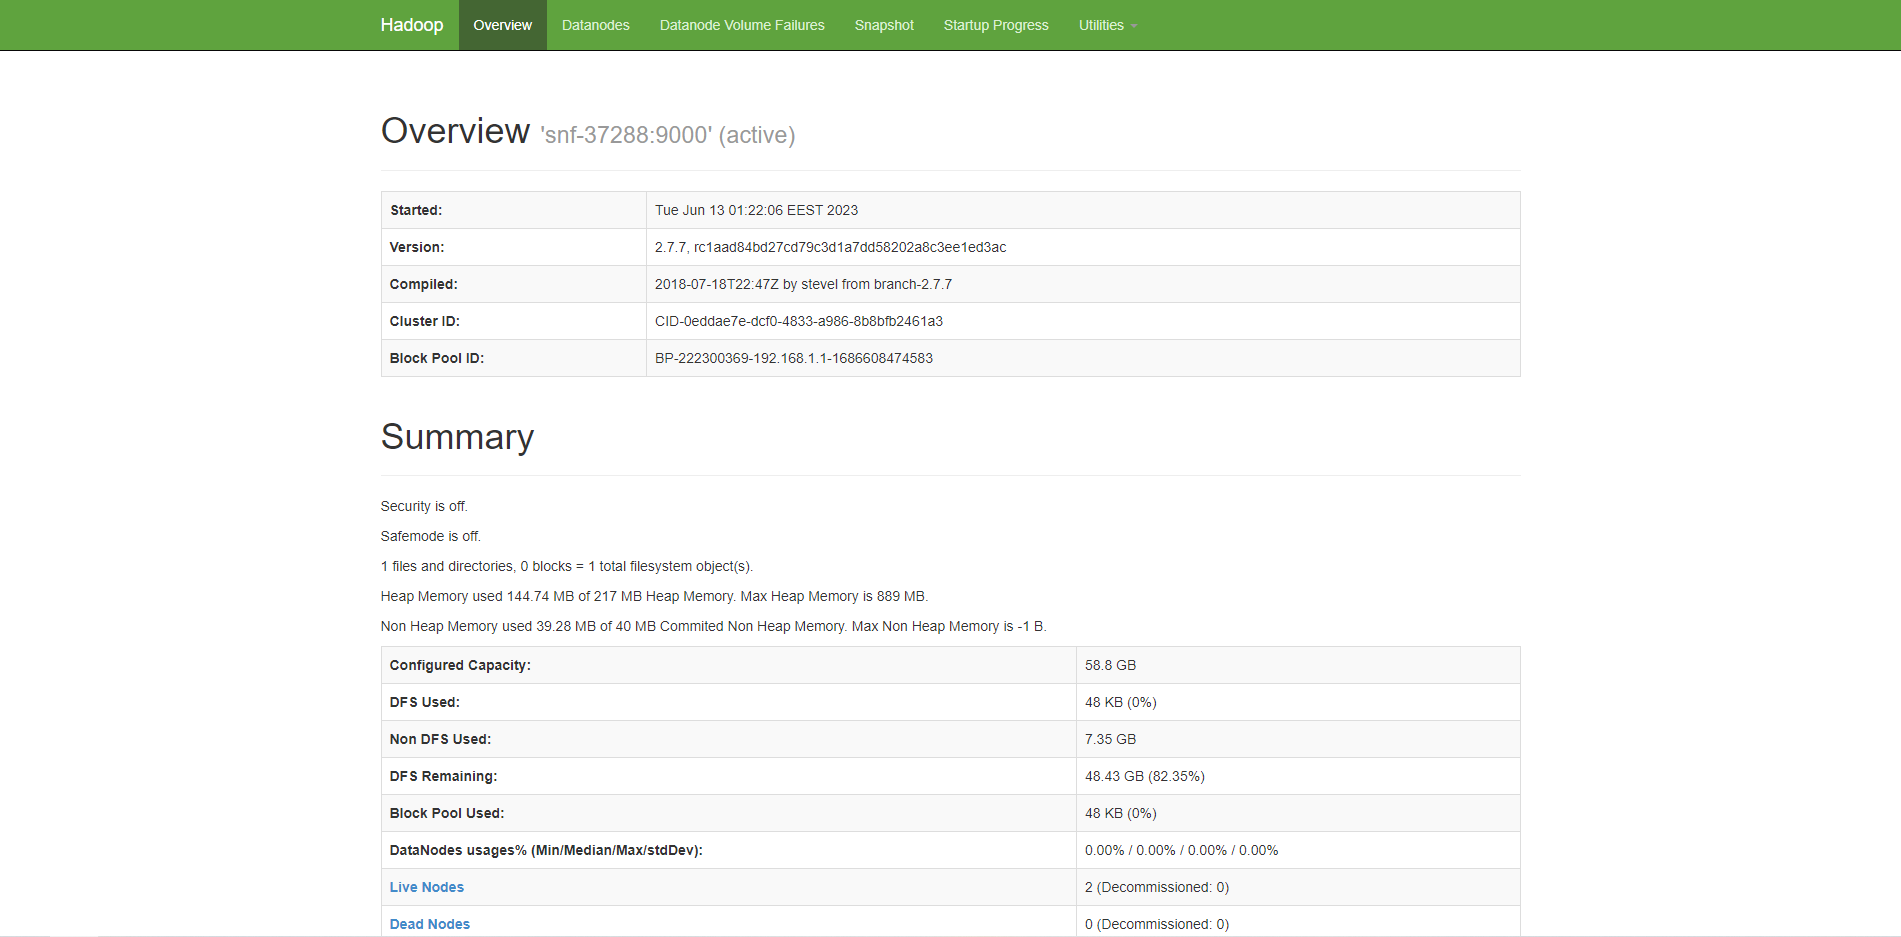 Hadoop Overview Datanodes Datanode Volume Failures Snapshot Startup Progress Utilities
Overview 'snf-37288:9000' (active)
Started: Tue Jun 13 01:22:06 EEST 2023
Version: 2.7.7, rc1aad84bd27cd79c3d1a7dd58202a8c3ee1ed3ac
Compiled: 2018-07-18T22:47Z by stevel from branch-2.7.7
Cluster ID: CID-0eddae7e-dcf0-4833-a986-8b8bfb2461a3
Block Pool ID: BP-222300369-192.168.1.1-1686608474583
Summary
Security is off.
Safemode is off.
1 files and directories, 0 blocks = 1 total filesystem object(s).
Heap Memory used 144.74 MB of 217 MB Heap Memory. Max Heap Memory is 889 MB.
Non Heap Memory used 39.28 MB of 40 MB Commited Non Heap Memory. Max Non Heap Memory is -1 B.
Configured Capacity: 58.8 GB
DFS Used: 48 KB (0%)
Non DFS Used: 7.35 GB
DFS Remaining: 48.43 GB (82.35%)
Block Pool Used: 48 KB (0%)
DataNodes usages% (Min/Median/Max/stdDev): 0.00% / 0.00% / 0.00% / 0.00%
Live Nodes 2 (Decommissioned: 0)
Dead Nodes 0 (Decommissioned: 0)